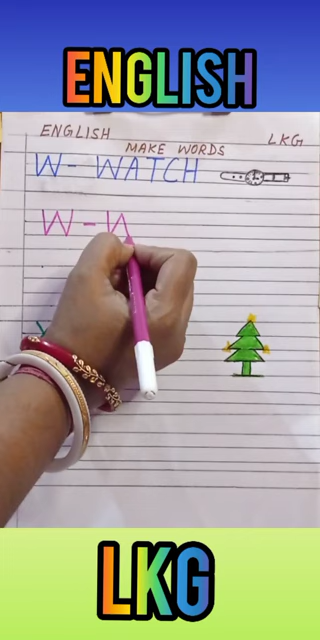 ENGLISH
ENGLISH LKG
MAKE WORDS
W- WATCH
W-
LKG